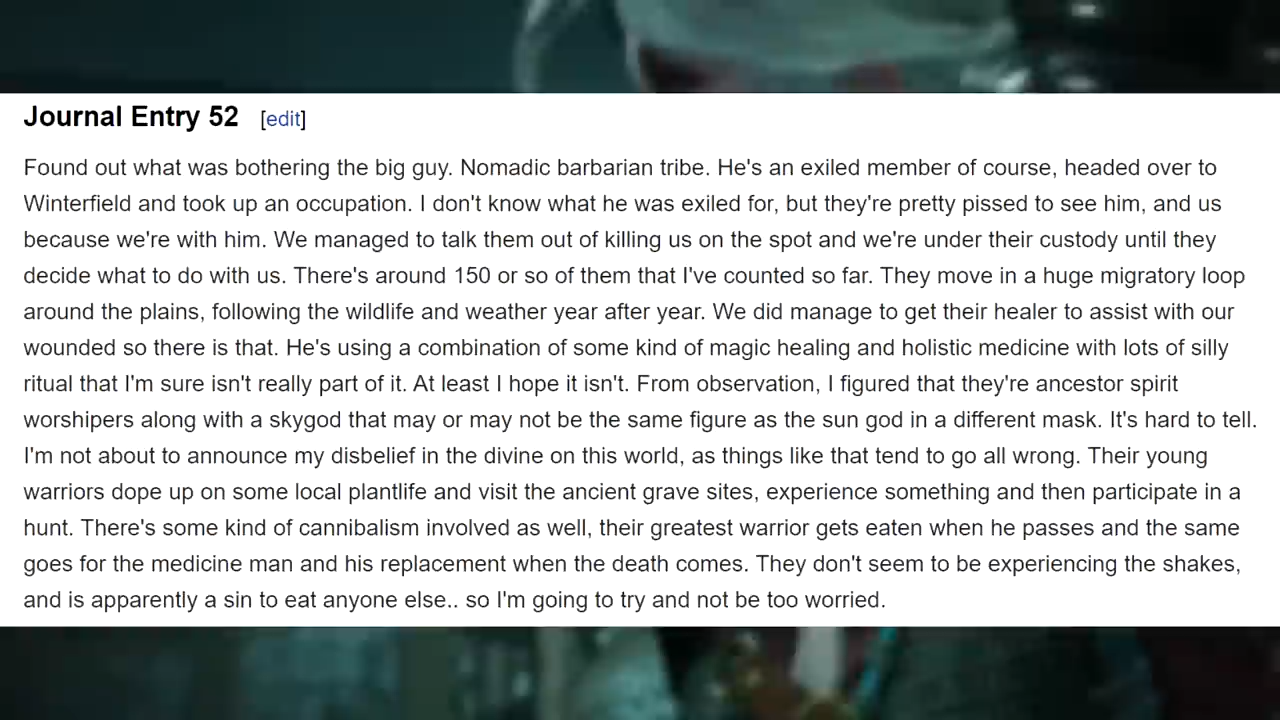 Journal Entry 52 [edit]
Found out what was bothering the big guy. Nomadic barbarian tribe. He's an exiled member of course, headed over to
Winterfield and took up an occupation. I don't know what he was exiled for, but they're pretty pissed to see him, and us
because we're with him. We managed to talk them out of killing us on the spot and we're under their custody until they
decide what to do with us. There's around 150 or so of them that I've counted so far. They move in a huge migratory loop
around the plains, following the wildlife and weather year after year. We did manage to get their healer to assist with our
wounded so there is that. He's using a combination of some kind of magic healing and holistic medicine with lots of silly
ritual that I'm sure isn't really part of it. At least I hope it isn't. From observation, I figured that they're ancestor spirit
worshipers along with a skygod that may or may not be the same figure as the sun god in a different mask. It's hard to tell.
I'm not about to announce my disbelief in the divine on this world, as things like that tend to go all wrong. Their young
warriors dope up on some local plantlife and visit the ancient grave sites, experience something and then participate in a
hunt. There's some kind of cannibalism involved as well, their greatest warrior gets eaten when he passes and the same
goes for the medicine man and his replacement when the death comes. They don't seem to be experiencing the shakes,
and is apparently a sin to eat anyone else.. so I'm going to try and not be too worried.